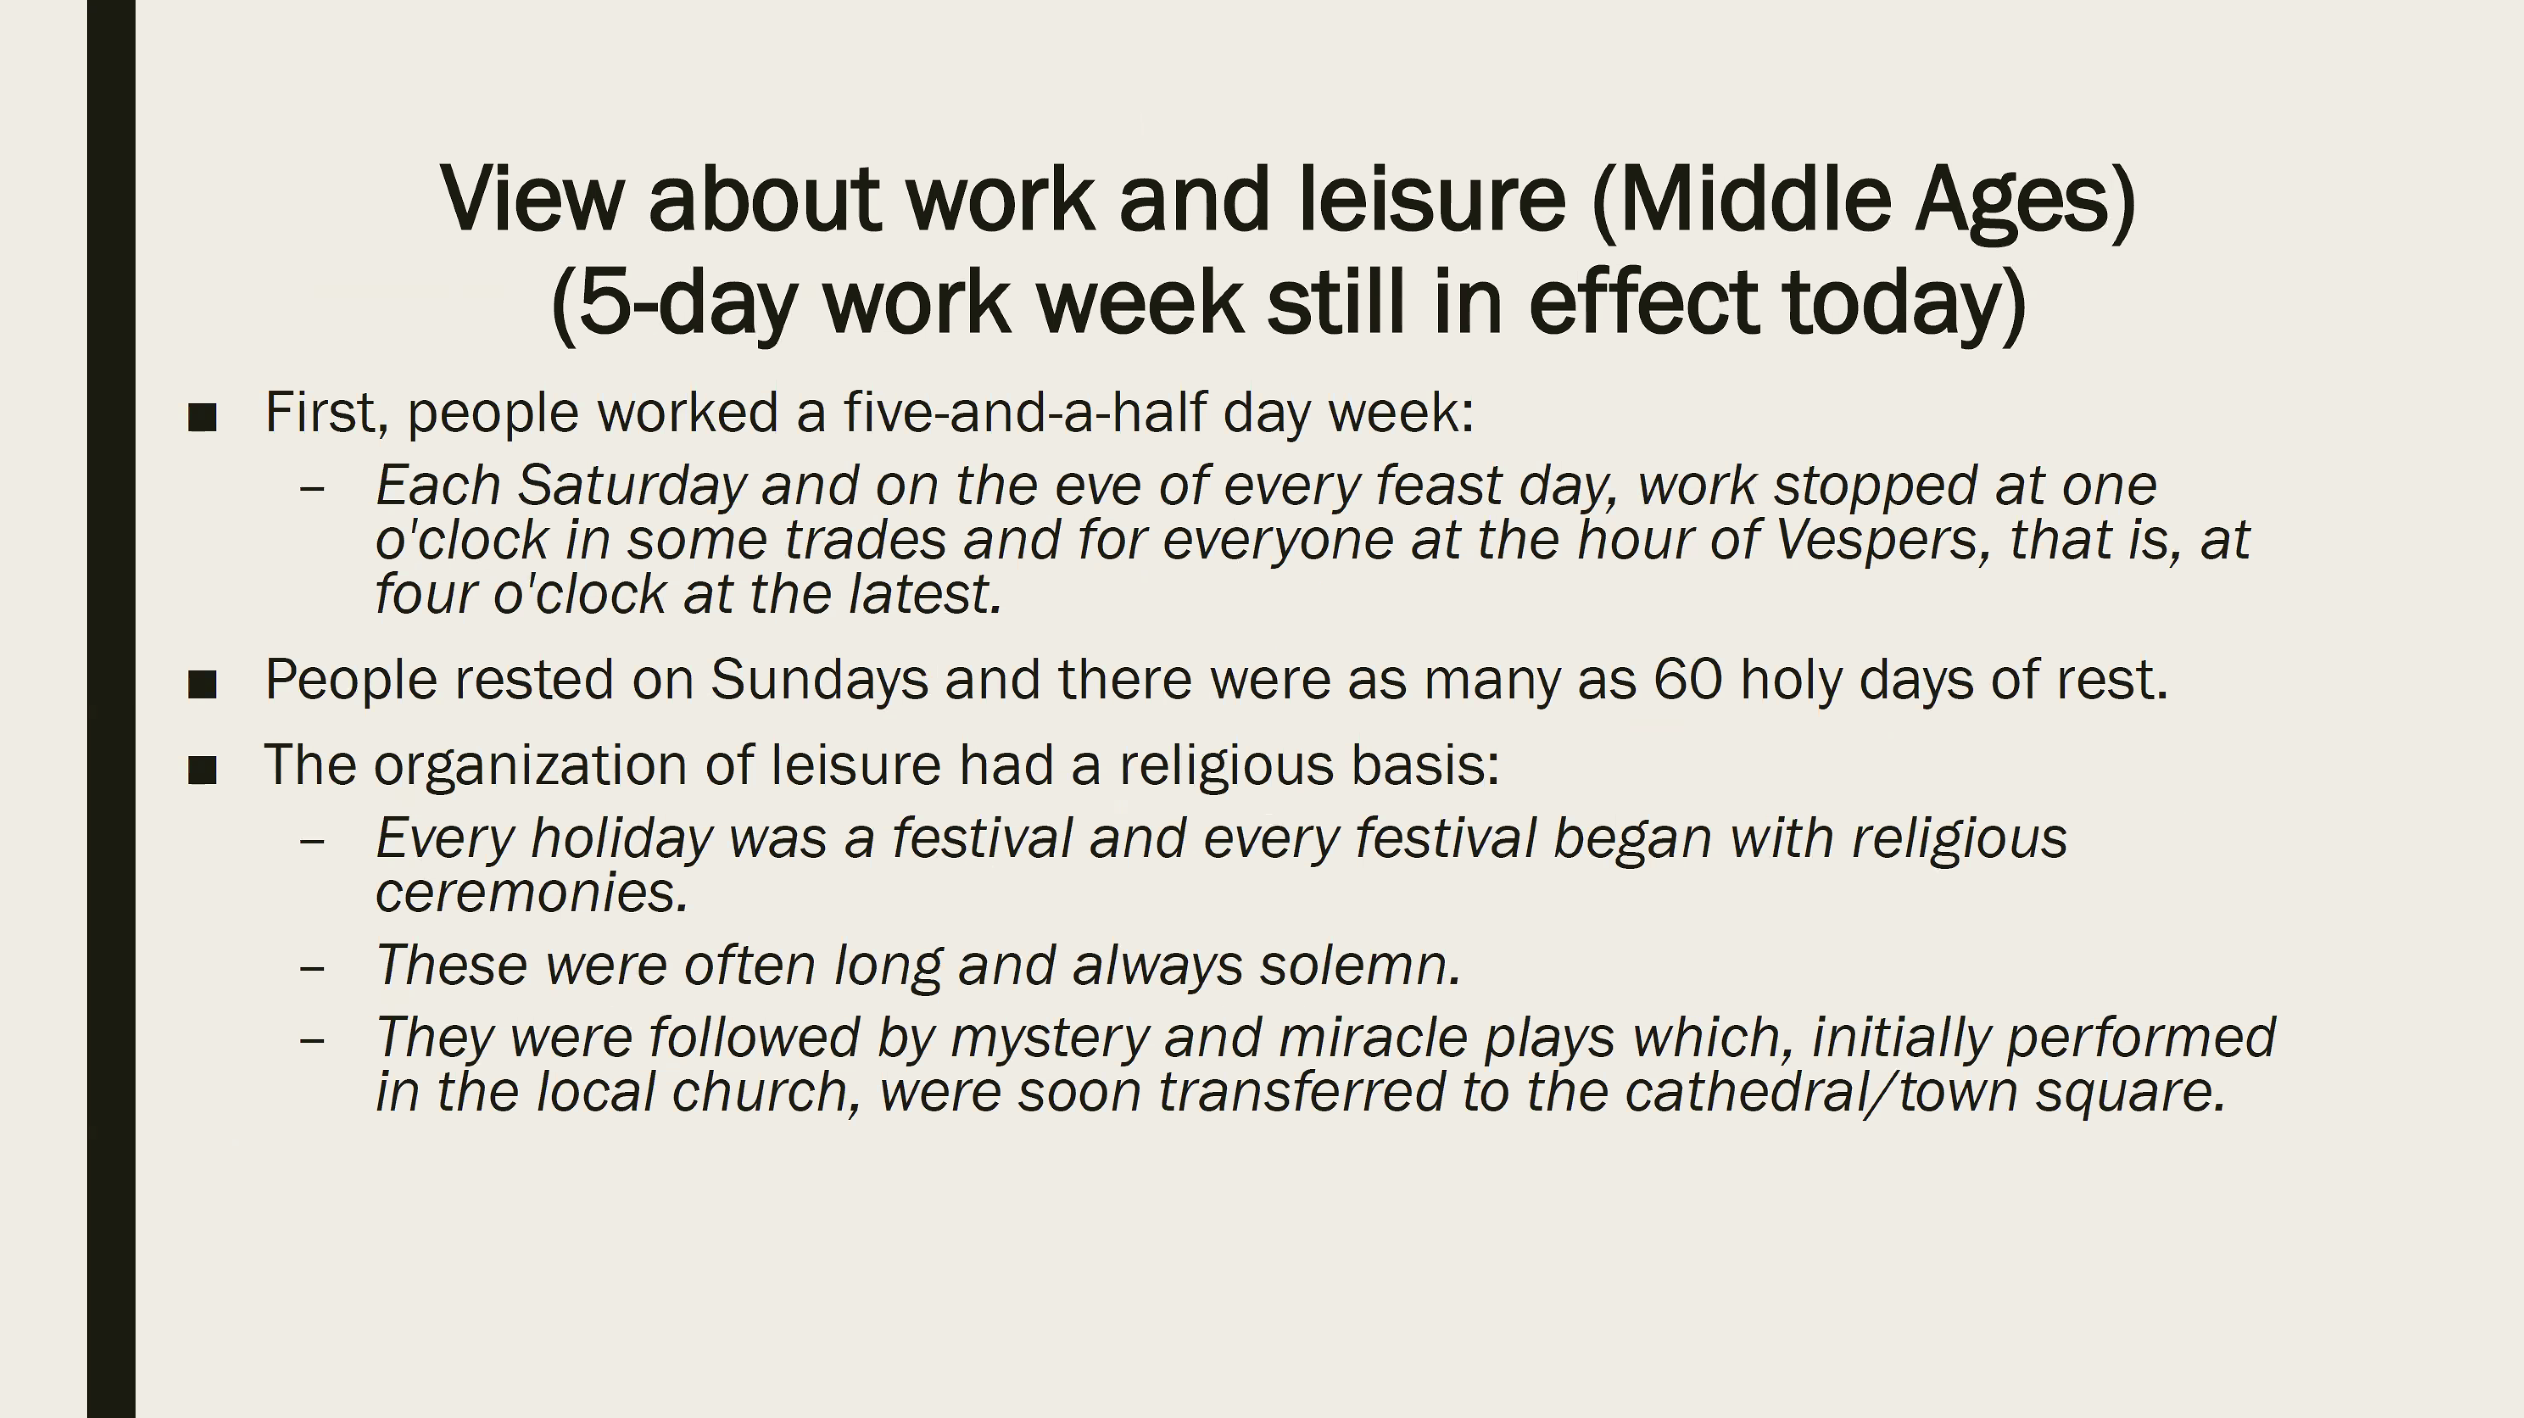 View about work and leisure (Middle Ages)
(5-day work week still in effect today)
■ First, people worked a five-and-a-half day week:
– Each Saturday and on the eve of every feast day, work stopped at one
o'clock in some trades and for everyone at the hour of Vespers, that is, at
four o'clock at the latest.
■ People rested on Sundays and there were as many as 60 holy days of rest.
■ The organization of leisure had a religious basis:
– Every holiday was a festival and every festival began with religious
ceremonies.
– These were often long and always solemn.
– They were followed by mystery and miracle plays which, initially performed
in the local church, were soon transferred to the cathedral/town square.